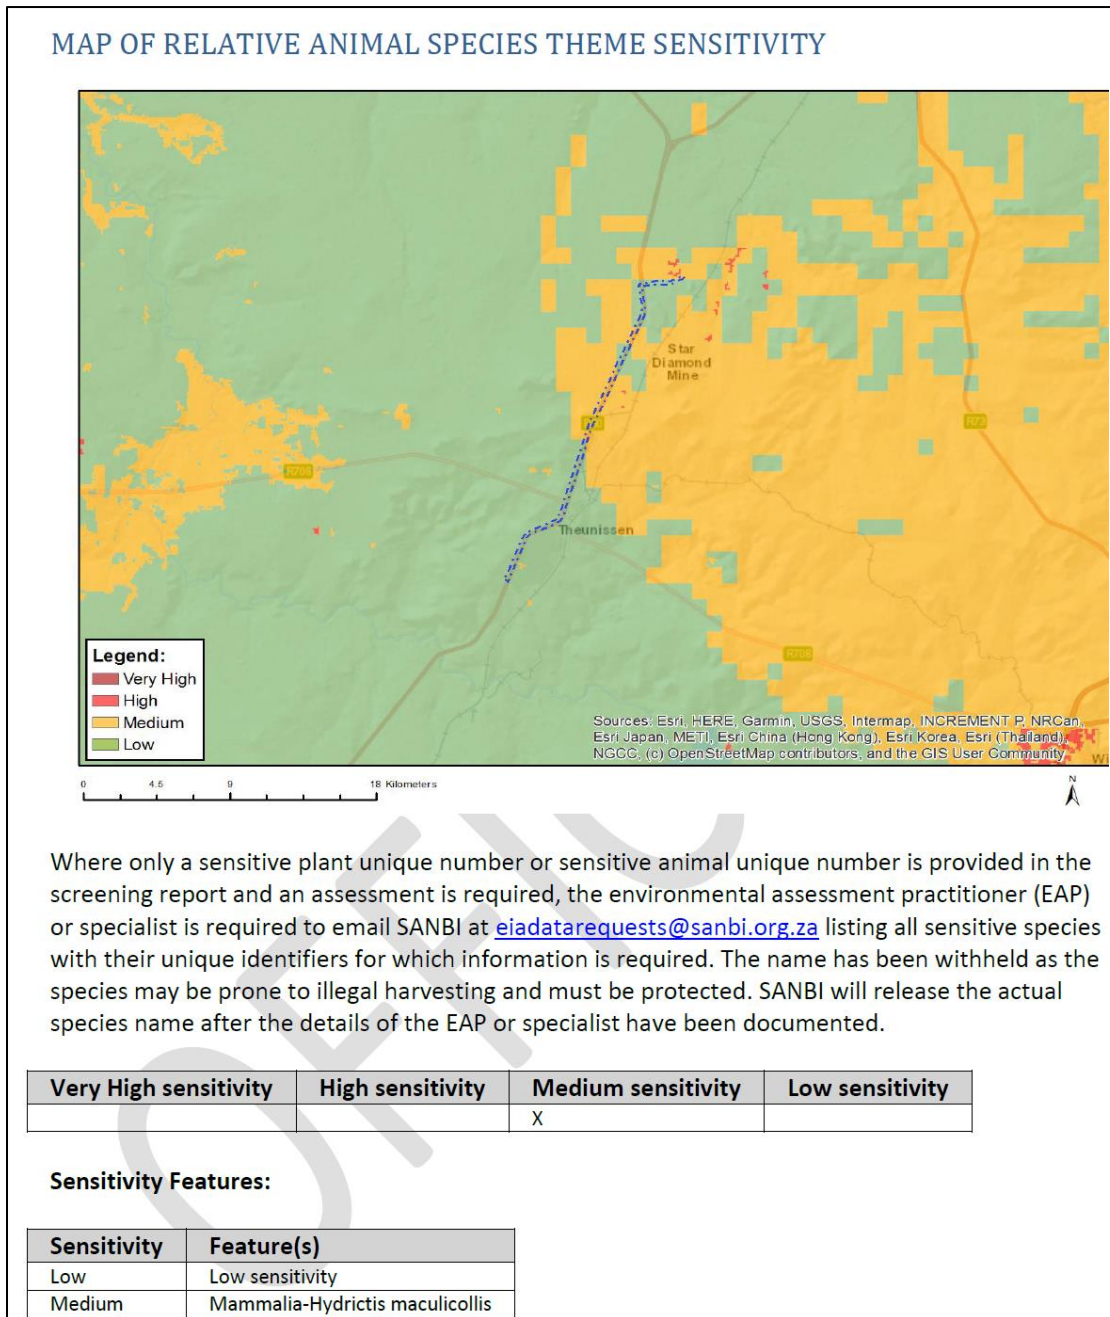 MAP OF RELATIVE ANIMAL SPECIES THEME SENSITIVITY
Star
Diamond
Mine
R73
R708
Theunissen
R708
Legend:
Very High
High
Medium
Low
Sources: Esri, HERE, Garmin, USGS, Intermap, INCREMENT P, NRCan,
Esri Japan, METI, Esri China (Hong Kong), Esri Korea, Esri (Thailand),
NGCC, (c) OpenStreetMap contributors, and the GIS User Community
0 4.5 9 18 Kilometers
N
Where only a sensitive plant unique number or sensitive animal unique number is provided in the
screening report and an assessment is required, the environmental assessment practitioner (EAP)
or specialist is required to email SANBI at eiadatarequests@sanbi.org.za listing all sensitive species
with their unique identifiers for which information is required. The name has been withheld as the
species may be prone to illegal harvesting and must be protected. SANBI will release the actual
species name after the details of the EAP or specialist have been documented.
Very High sensitivity High sensitivity Medium sensitivity Low sensitivity
X
Sensitivity Features:
Sensitivity Feature(s)
Low Low sensitivity
Medium Mammalia-Hydrictis maculicollis